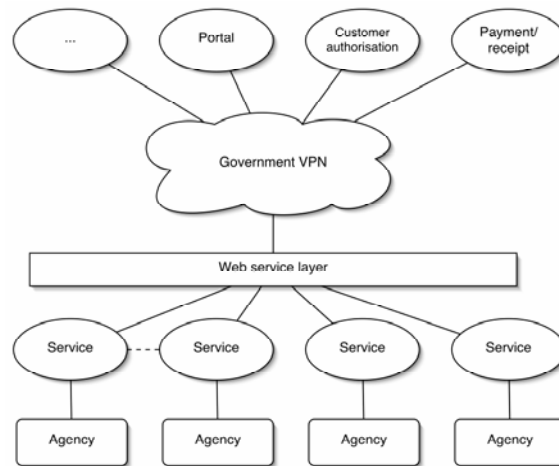 ...
Portal
Customer
authorisation
Payment/
receipt
Government VPN
Web service layer
Service
Service
Service
Service
Agency
Agency
Agency
Agency